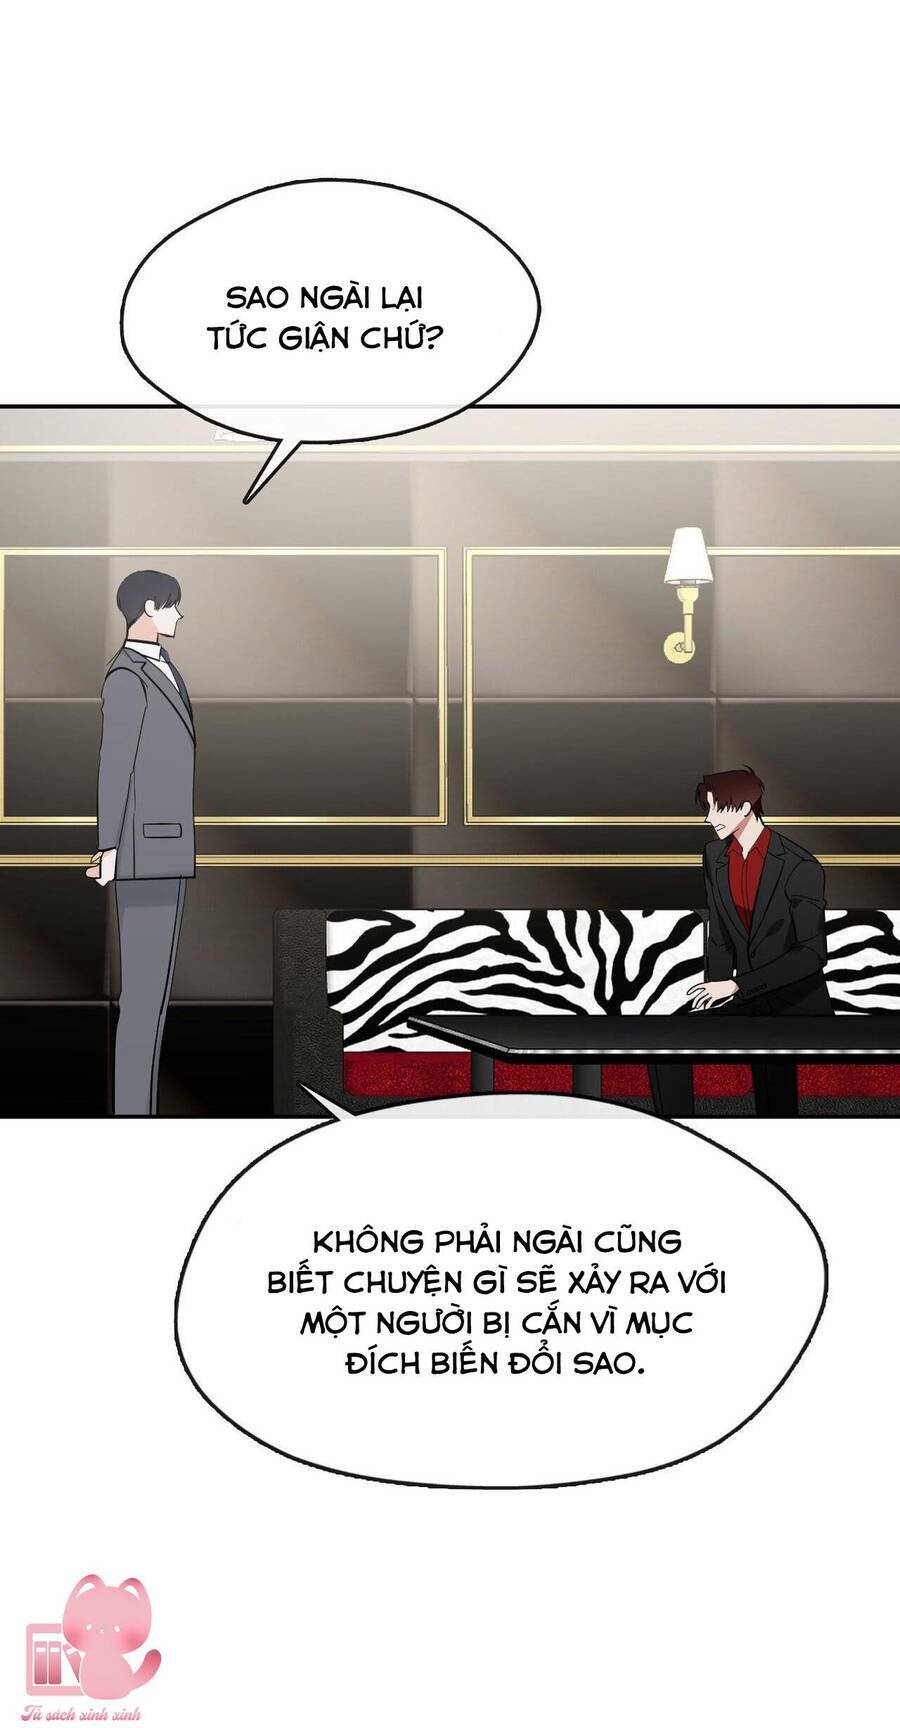 SAO NGÀI LẠI
TỨC GIẬN CHỨ?
KHÔNG PHẢI NGÀI CŨNG
BIẾT CHUYỆN GÌ SẼ XẢY RA VỚI
MỘT NGƯỜI BỊ CẮN VÌ MỤC
ĐÍCH BIẾN ĐỔI SAO.
Tủ sách xinh xinh